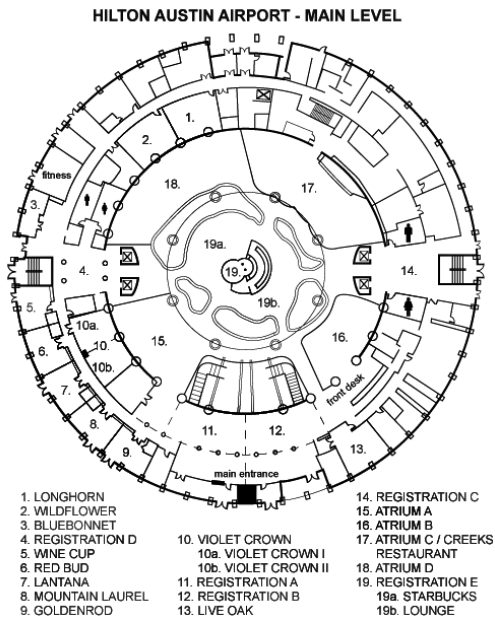 HILTON AUSTIN AIRPORT - MAIN LEVEL
1.
2.
18.
17.
fitness
3.
19a.
4.
19.
14.
19b.
5.
10a.
15.
10.
16.
6.
10b.
front desk
7.
8.
11.
12.
9.
13.
main entrance
1. LONGHORN
2. WILDFLOWER
3. BLUEBONNET
4. REGISTRATION D
5. WINE CUP
6. RED BUD
7. LANTANA
8. MOUNTAIN LAUREL
9. GOLDENROD
10. VIOLET CROWN
10a. VIOLET CROWN I
10b. VIOLET CROWN II
11. REGISTRATION A
12. REGISTRATION B
13. LIVE OAK
14. REGISTRATION C
15. ATRIUM A
16. ATRIUM B
17. ATRIUM C / CREEKS
RESTAURANT
18. ATRIUM D
19. REGISTRATION E
19a. STARBUCKS
19b. LOUNGE